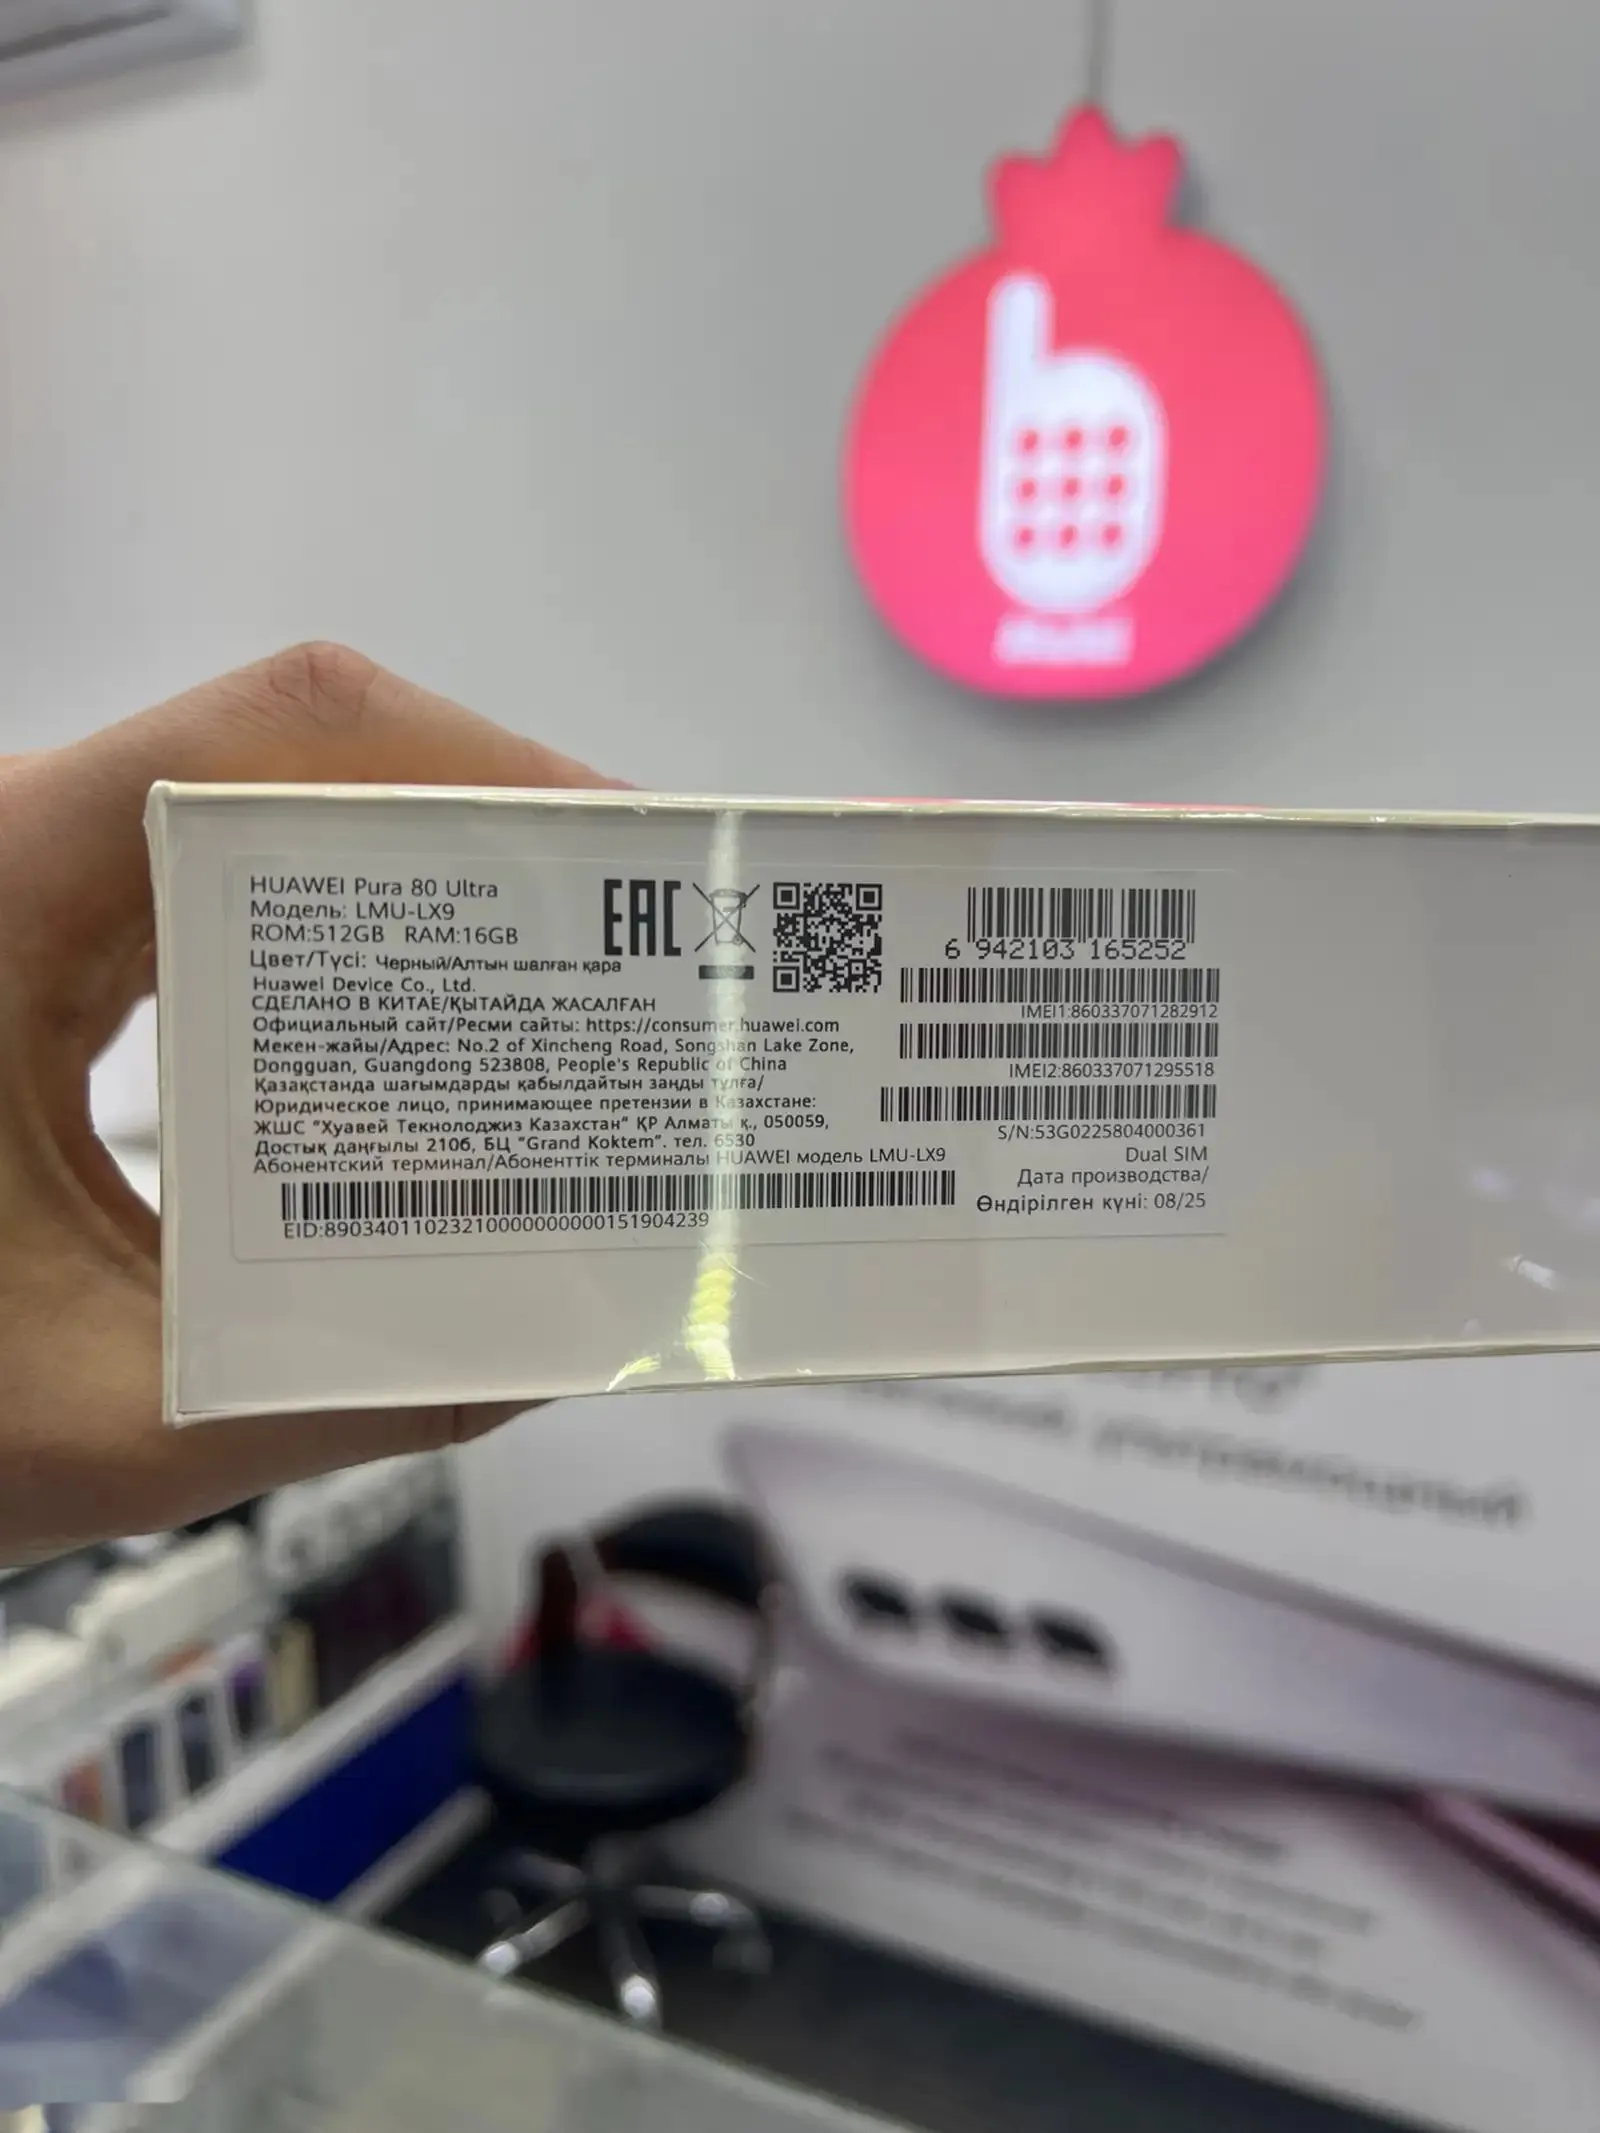 HUAWEI Pura 80 Ultra
Модель: LMU-LX9
ROM:512GB RAM:16GB
Цвет/Түсі: Черный/Алтын шалған қара
Huawei Device Co., Ltd.
СДЕЛАНО В КИТАЕ/ҚЫТАЙДА ЖАСАЛҒАН
Официальный сайт/Ресми сайты: https://consumer.huawei.com
Мекен-жайы/Адрес: No.2 of Xincheng Road, Songshan Lake Zone,
Dongguan, Guangdong 523808, People's Republic of China
Қазақстанда шағымдарды қабылдайтын заңды тұлға/
Юридическое лицо, принимающее претензии в Казахстане:
ЖШС "Хуавей Текнолоджиз Казахстан" ҚР Алматы қ., 050059,
Достық даңғылы 210б, БЦ "Grand Koktem". тел. 6530
Абонентский терминал/Абоненттік терминалы HUAWEI модель LMU-LX9
EID:89034011023210000000000151904239
EAC
6 942103 165252
IMEI1:860337071282912
IMEI2:860337071295518
S/N:53G0225804000361
Dual SIM
Дата производства/
Өндірілген күні: 08/25